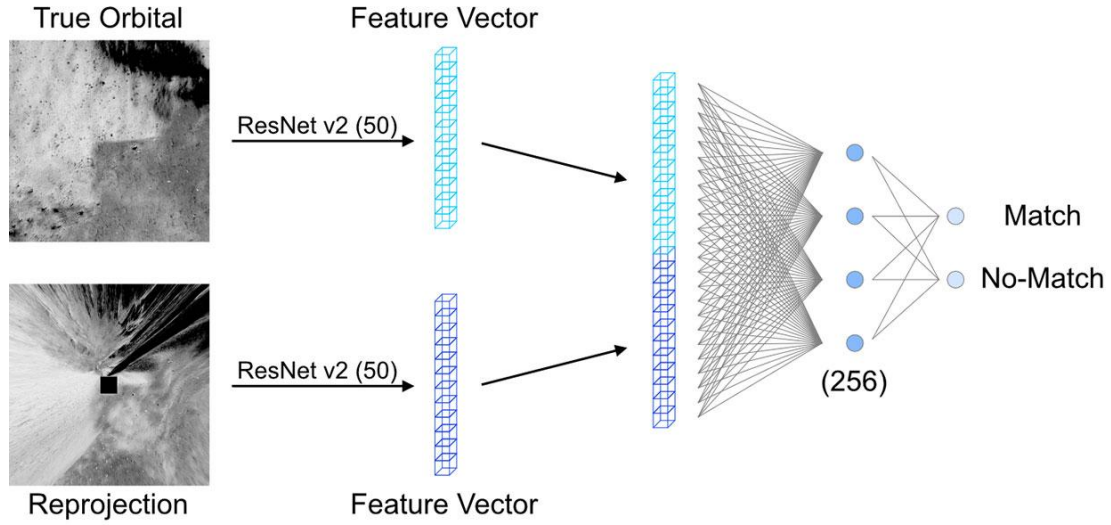 True Orbital
Feature Vector
ResNet v2 (50)
Match
No-Match
ResNet v2 (50)
(256)
Reprojection
Feature Vector